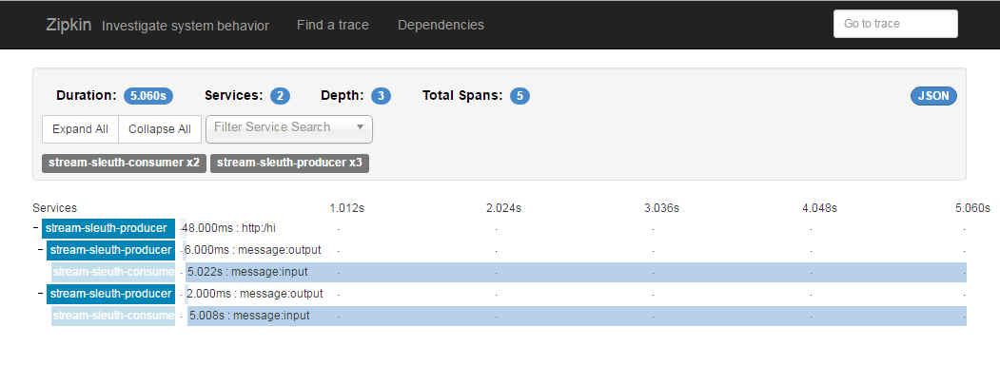 Zipkin Investigate system behavior Find a trace Dependencies Go to trace
Duration: 5.060s Services: 2 Depth: 3 Total Spans: 5 JSON
Expand All Collapse All Filter Service Search
stream-sleuth-consumer x2 stream-sleuth-producer x3
Services 1.012s 2.024s 3.036s 4.048s 5.060s
- stream-sleuth-producer 48.000ms : http:/hi
- stream-sleuth-producer 6.000ms : message:output
stream-sleuth-consume 5.022s : message:input
- stream-sleuth-producer 2.000ms : message:output
stream-sleuth-consume 5.008s : message:input